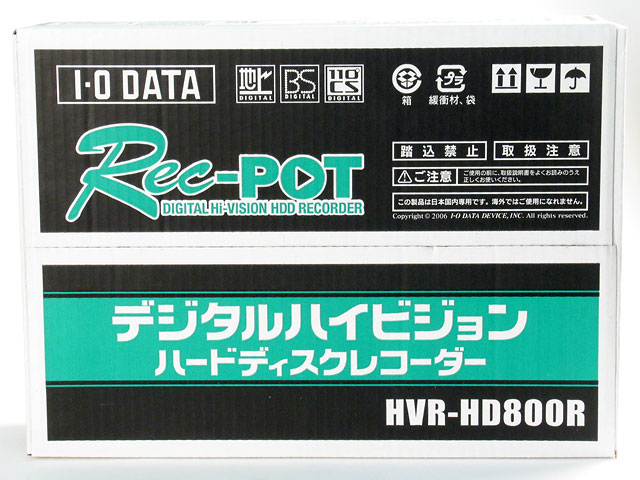 I-O DATA
地上 DIGITAL
BS DIGITAL
110 CS DIGITAL
箱
プラ
緩衝材、袋
Rec-POT
DIGITAL Hi-VISION HDD RECORDER
踏込禁止
取扱注意
ご注意
ご使用の前に、取扱説明書をよくお読みのうえ
正しくお使いください。
この製品は日本国内専用です。海外ではご使用になれません。
Copyright © 2006 I-O DATA DEVICE, INC. All rights reserved.
デジタルハイビジョン
ハードディスクレコーダー
HVR-HD800R